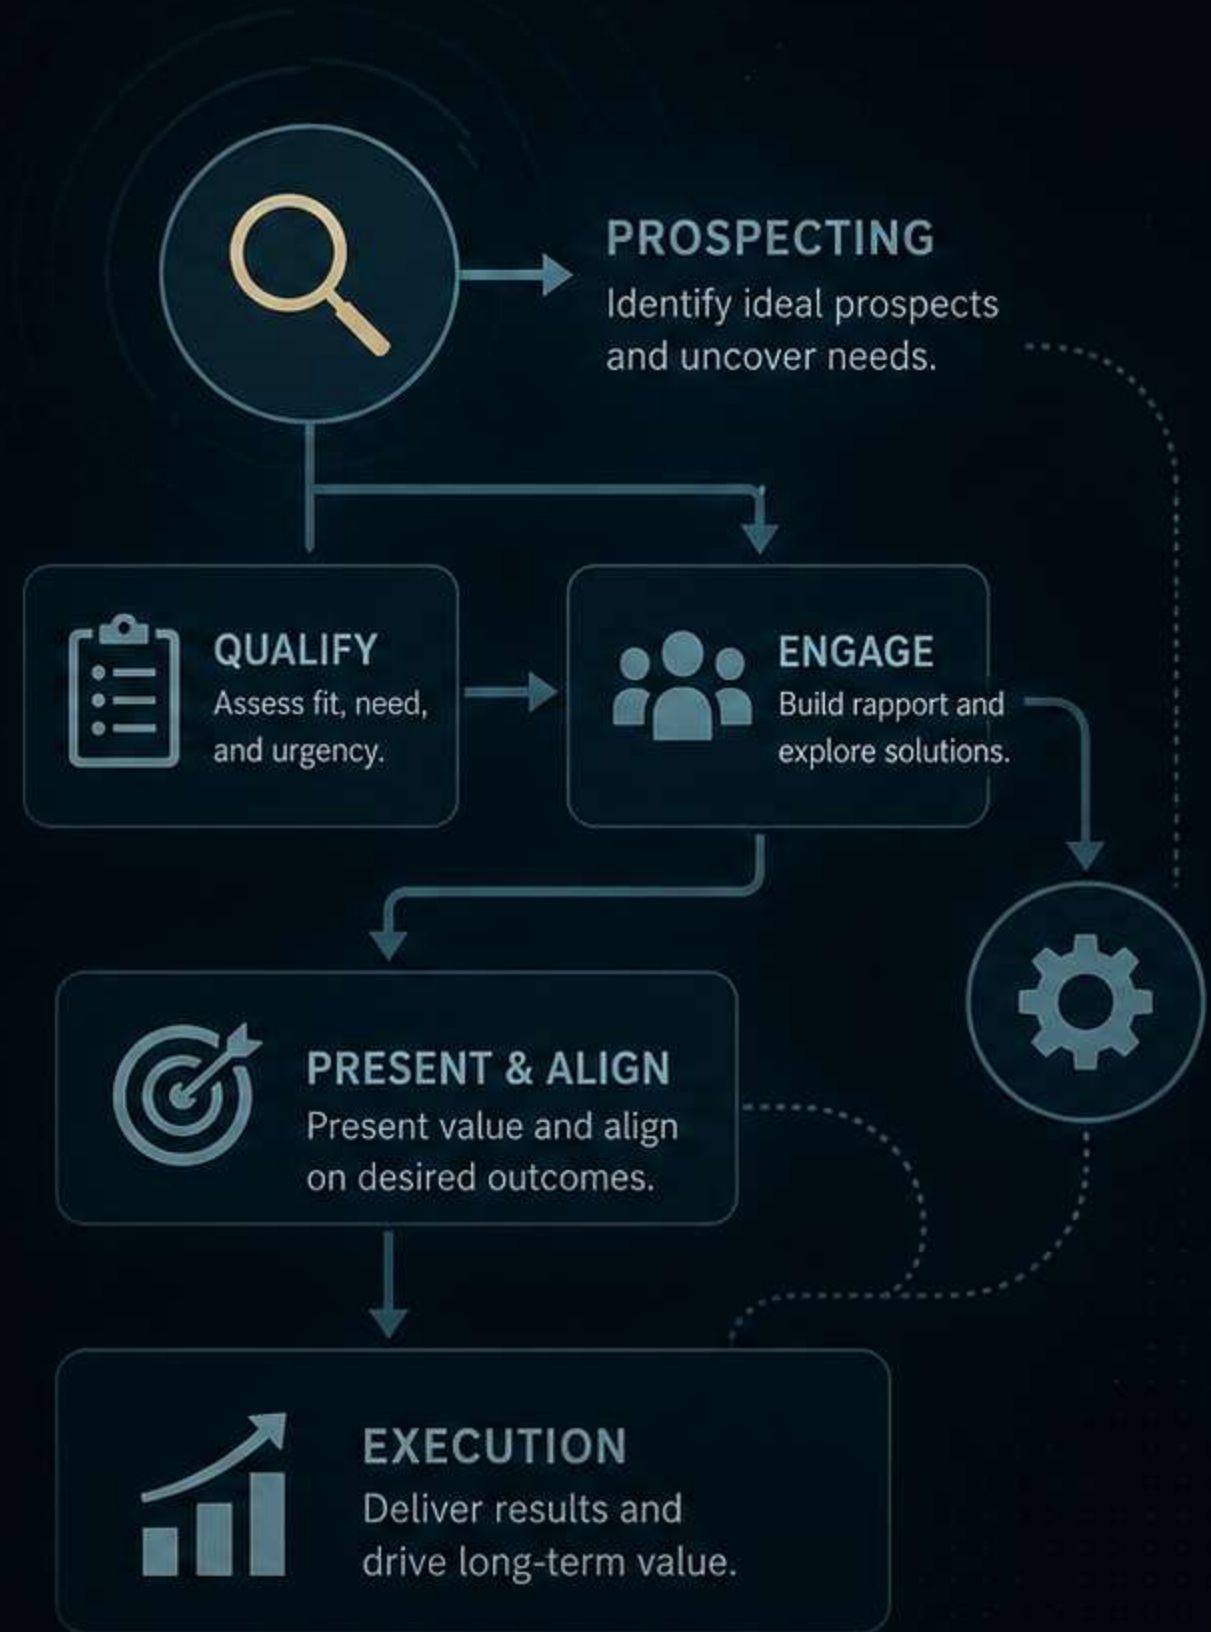 PROSPECTING
Identify ideal prospects
and uncover needs.
QUALIFY
Assess fit, need,
and urgency.
ENGAGE
Build rapport and
explore solutions.
PRESENT & ALIGN
Present value and align
on desired outcomes.
EXECUTION
Deliver results and
drive long-term value.